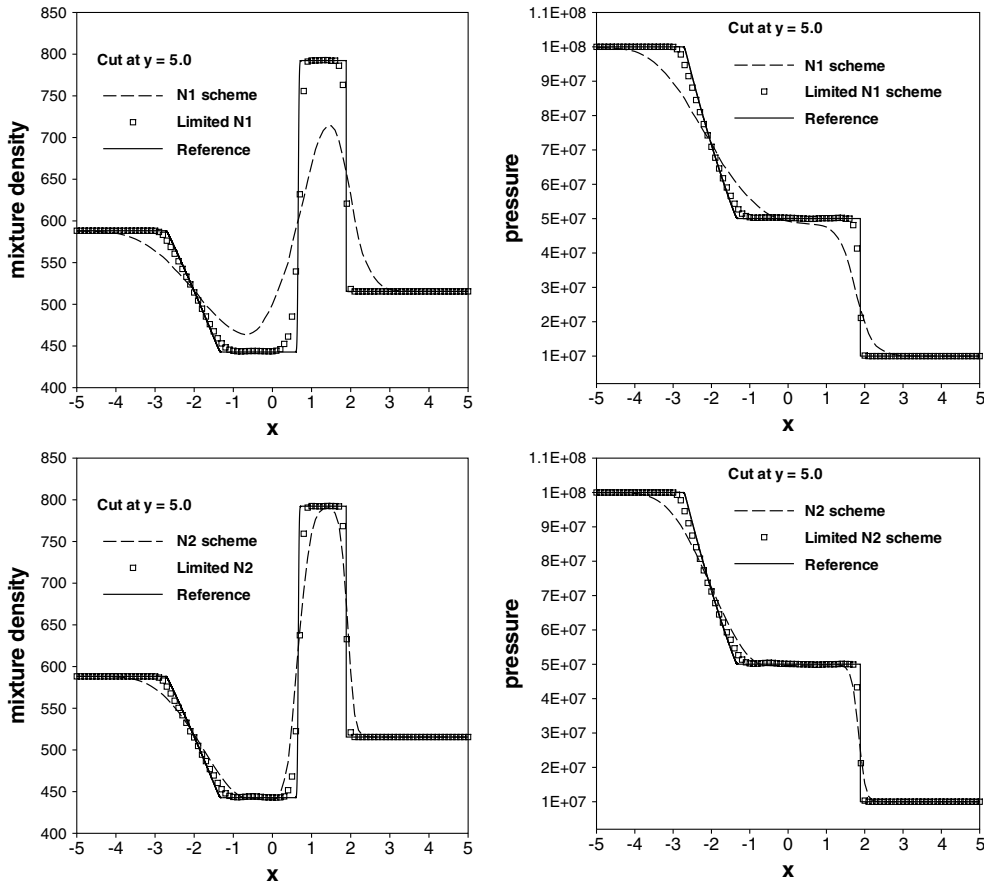 850
800
750
700
650
600
550
500
450
400
mixture density
Cut at y = 5.0
N1 scheme
Limited N1
Reference
-5 -4 -3 -2 -1 0 1 2 3 4 5
x
1.1E+08
1E+08
9E+07
8E+07
7E+07
6E+07
5E+07
4E+07
3E+07
2E+07
1E+07
pressure
Cut at y = 5.0
N1 scheme
Limited N1 scheme
Reference
-5 -4 -3 -2 -1 0 1 2 3 4 5
x
850
800
750
700
650
600
550
500
450
400
mixture density
Cut at y = 5.0
N2 scheme
Limited N2
Reference
-5 -4 -3 -2 -1 0 1 2 3 4 5
x
1.1E+08
1E+08
9E+07
8E+07
7E+07
6E+07
5E+07
4E+07
3E+07
2E+07
1E+07
pressure
Cut at y = 5.0
N2 scheme
Limited N2 scheme
Reference
-5 -4 -3 -2 -1 0 1 2 3 4 5
x